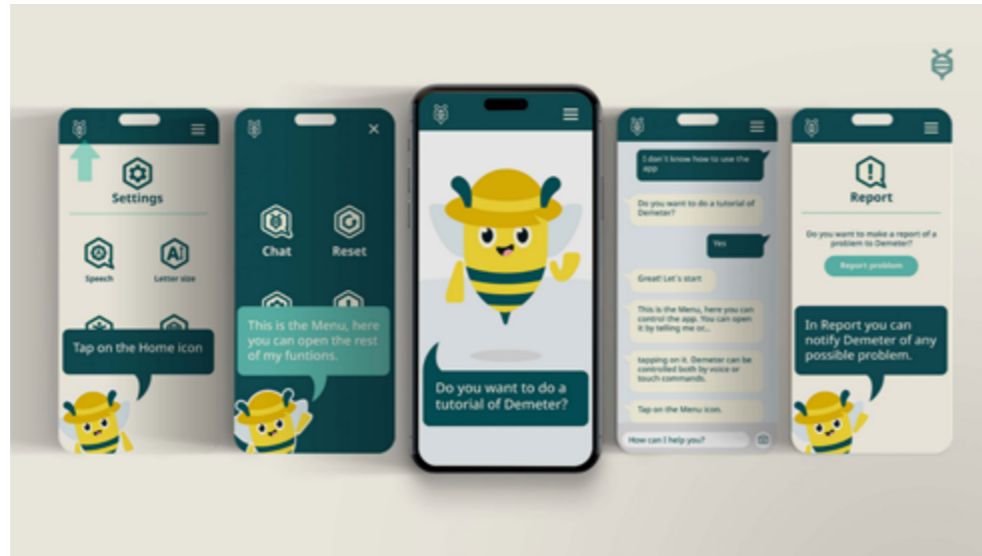 Settings
Speech
Letter size
Tap on the Home icon
Chat
Reset
This is the Menu, here
you can open the rest
of my funtions.
Do you want to do a
tutorial of Demeter?
I don't know how to use the
app
Do you want to do a tutorial of
Demeter?
Yes
Great! Let's start
This is the Menu, here you can
control the app. You can open
it by telling me or...
tapping on it. Demeter can be
controlled both by voice or
touch commands.
Tap on the Menu icon.
How can I help you?
Report
Do you want to make a report of a
problem to Demeter?
Report problem
In Report you can
notify Demeter of any
possible problem.